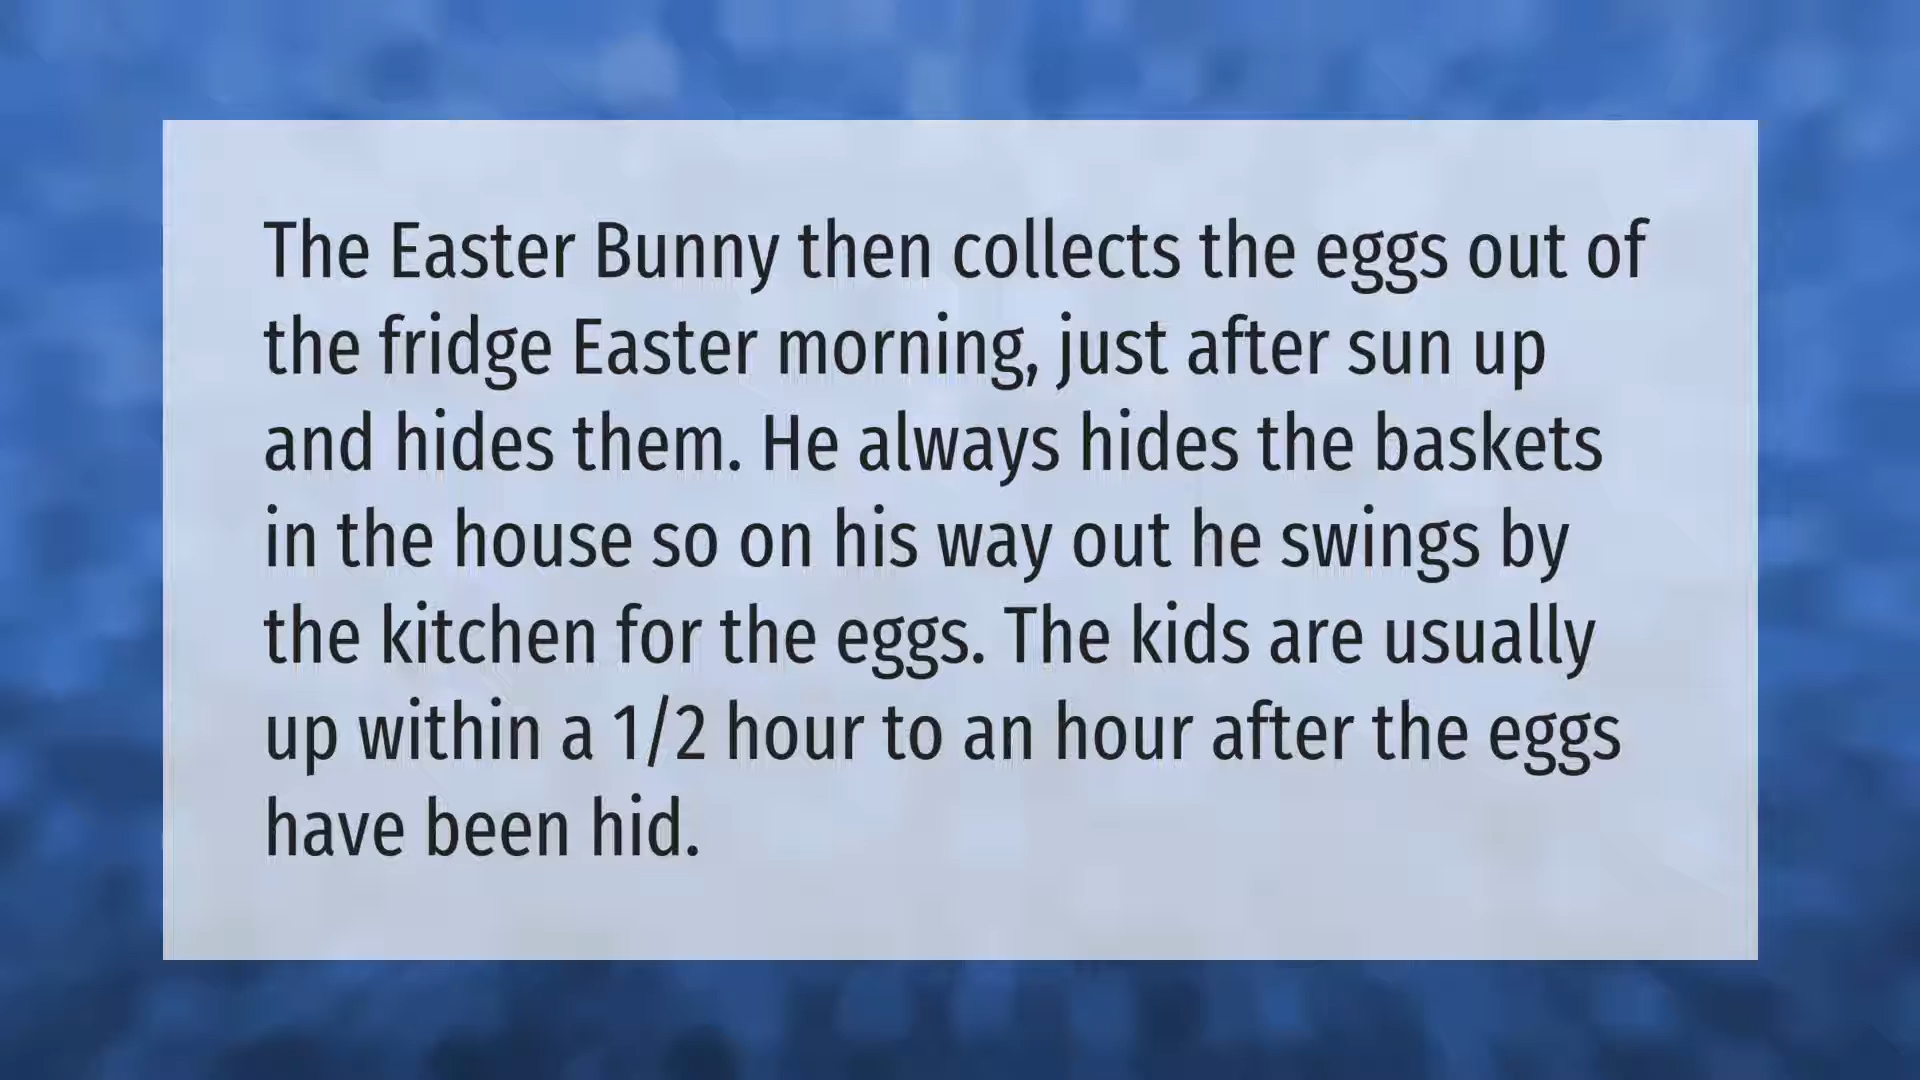 The Easter Bunny then collects the eggs out of
the fridge Easter morning, just after sun up
and hides them. He always hides the baskets
in the house so on his way out he swings by
the kitchen for the eggs. The kids are usually
up within a 1/2 hour to an hour after the eggs
have been hid.